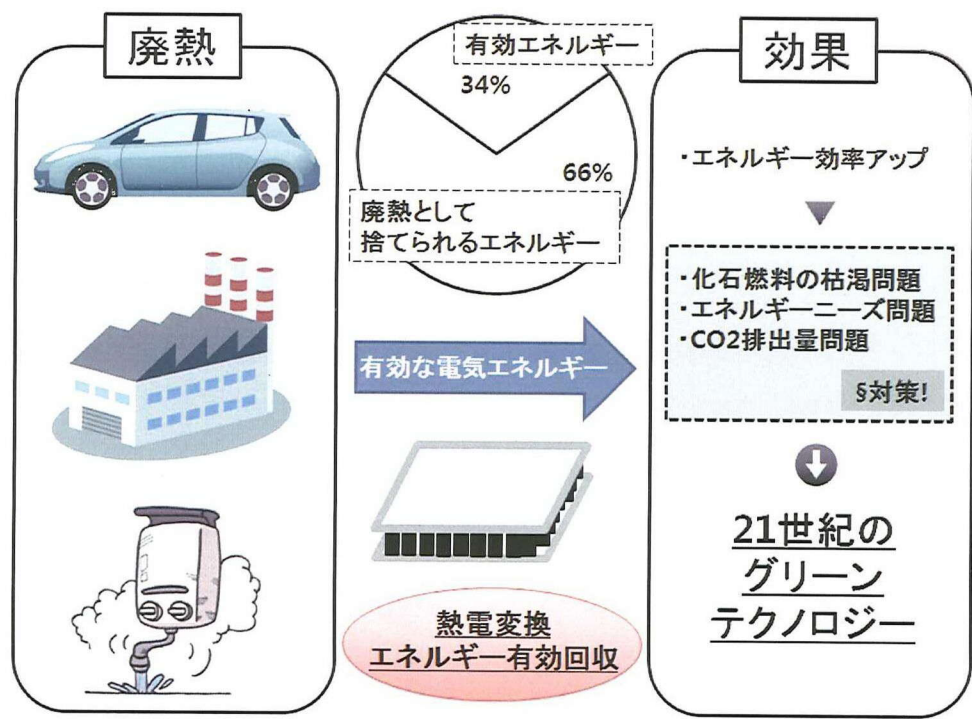 廃熱
有効エネルギー
34%
66%
廃熱として
捨てられるエネルギー
有効な電気エネルギー
熱電変換
エネルギー有効回収
効果
・エネルギー効率アップ
・化石燃料の枯渇問題
・エネルギーニーズ問題
・CO2排出量問題
§対策!
21世紀の
グリーン
テクノロジー